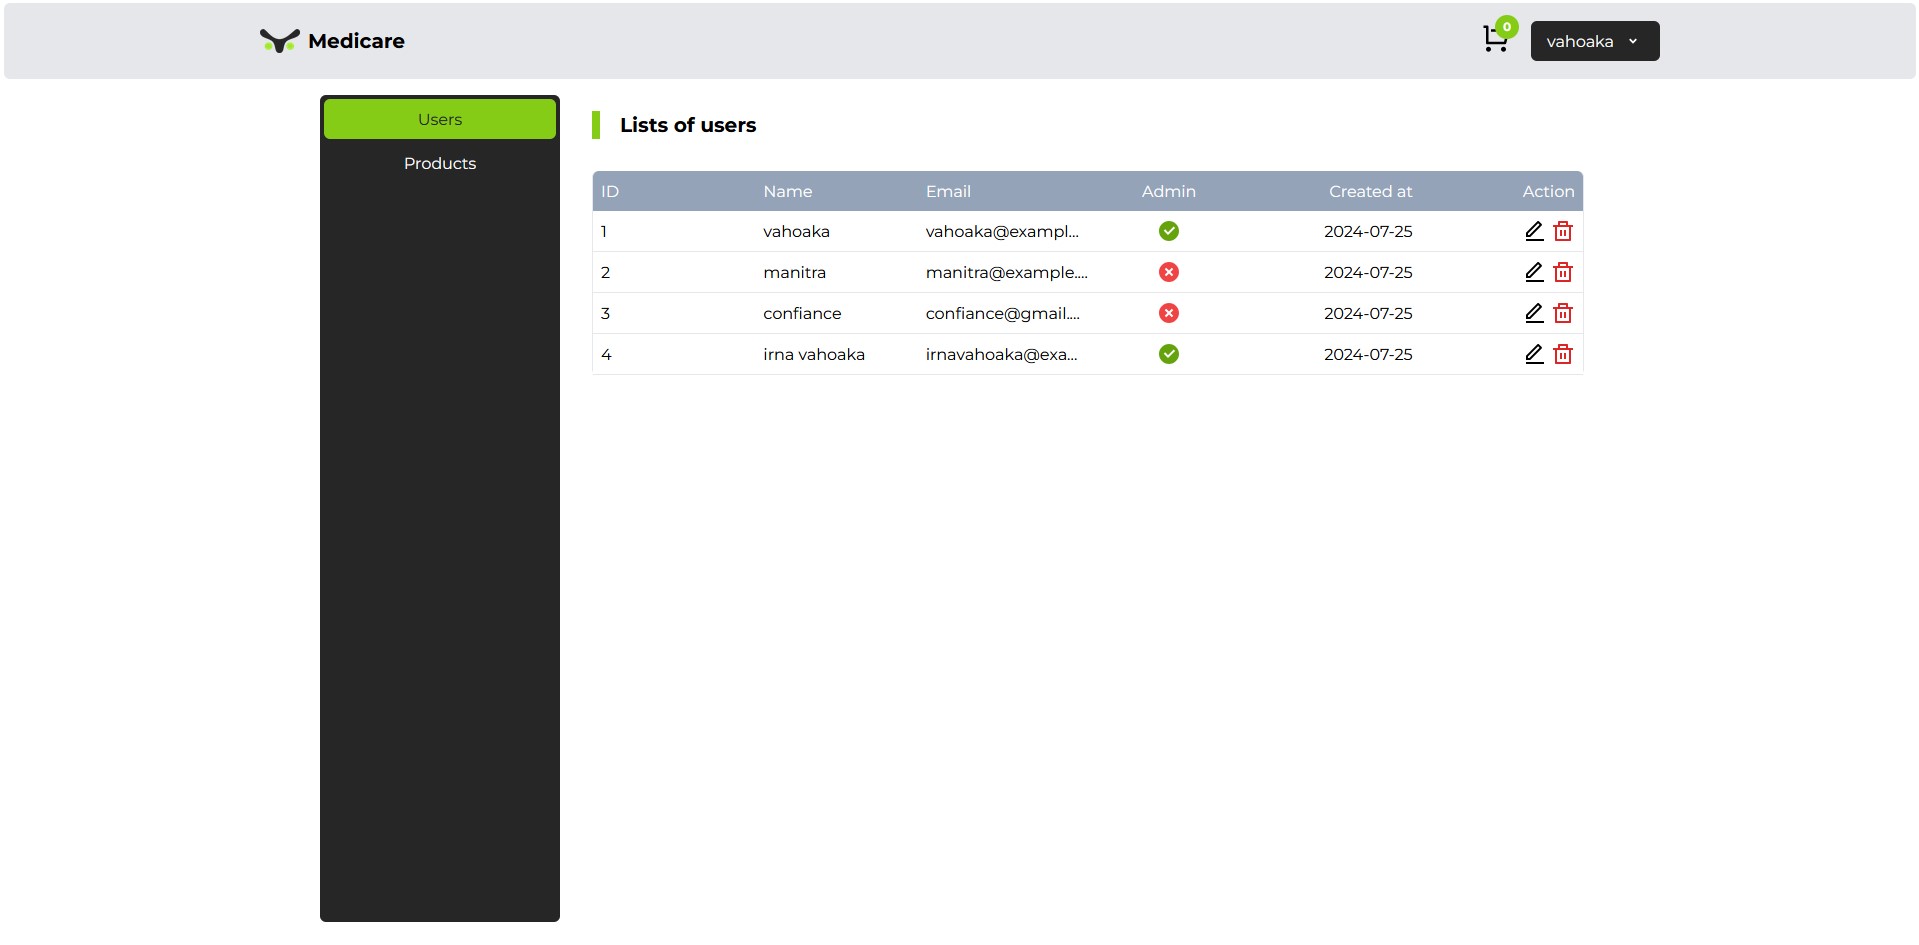 Medicare
0
vahoaka
Users
Products
Lists of users
ID Name Email Admin Created at Action
1 vahoaka vahoaka@exampl... 2024-07-25
2 manitra manitra@example.... 2024-07-25
3 confiance confiance@gmail.... 2024-07-25
4 irna vahoaka irnavahoaka@exa... 2024-07-25